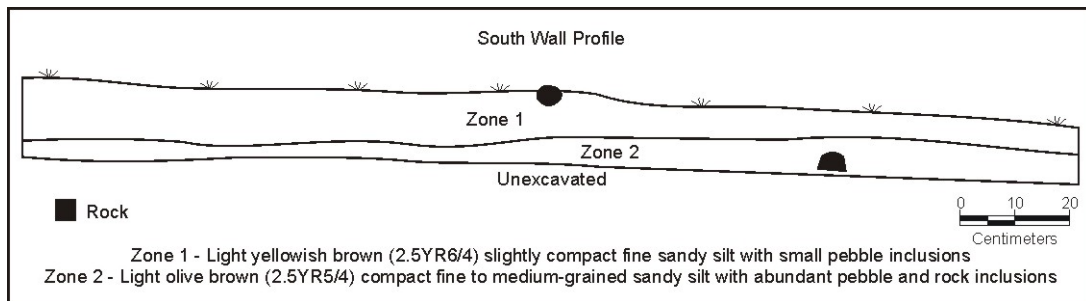 South Wall Profile
Zone 1
Zone 2
Unexcavated
Rock
0 10 20
Centimeters
Zone 1 - Light yellowish brown (2.5YR6/4) slightly compact fine sandy silt with small pebble inclusions
Zone 2 - Light olive brown (2.5YR5/4) compact fine to medium-grained sandy silt with abundant pebble and rock inclusions